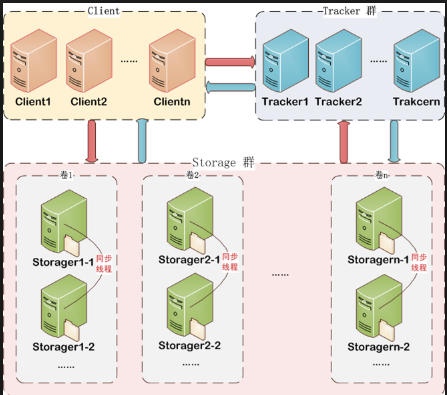 Client
Tracker 群
......
......
Client1
Client2
Clientn
Tracker1
Tracker2
Trakcern
Storage 群
卷1
卷2
卷n
同步
线程
同步
线程
同步
线程
Storager1-1
Storager2-1
Storagern-1
......
Storager1-2
Storager2-2
Storagern-2
......
......
......